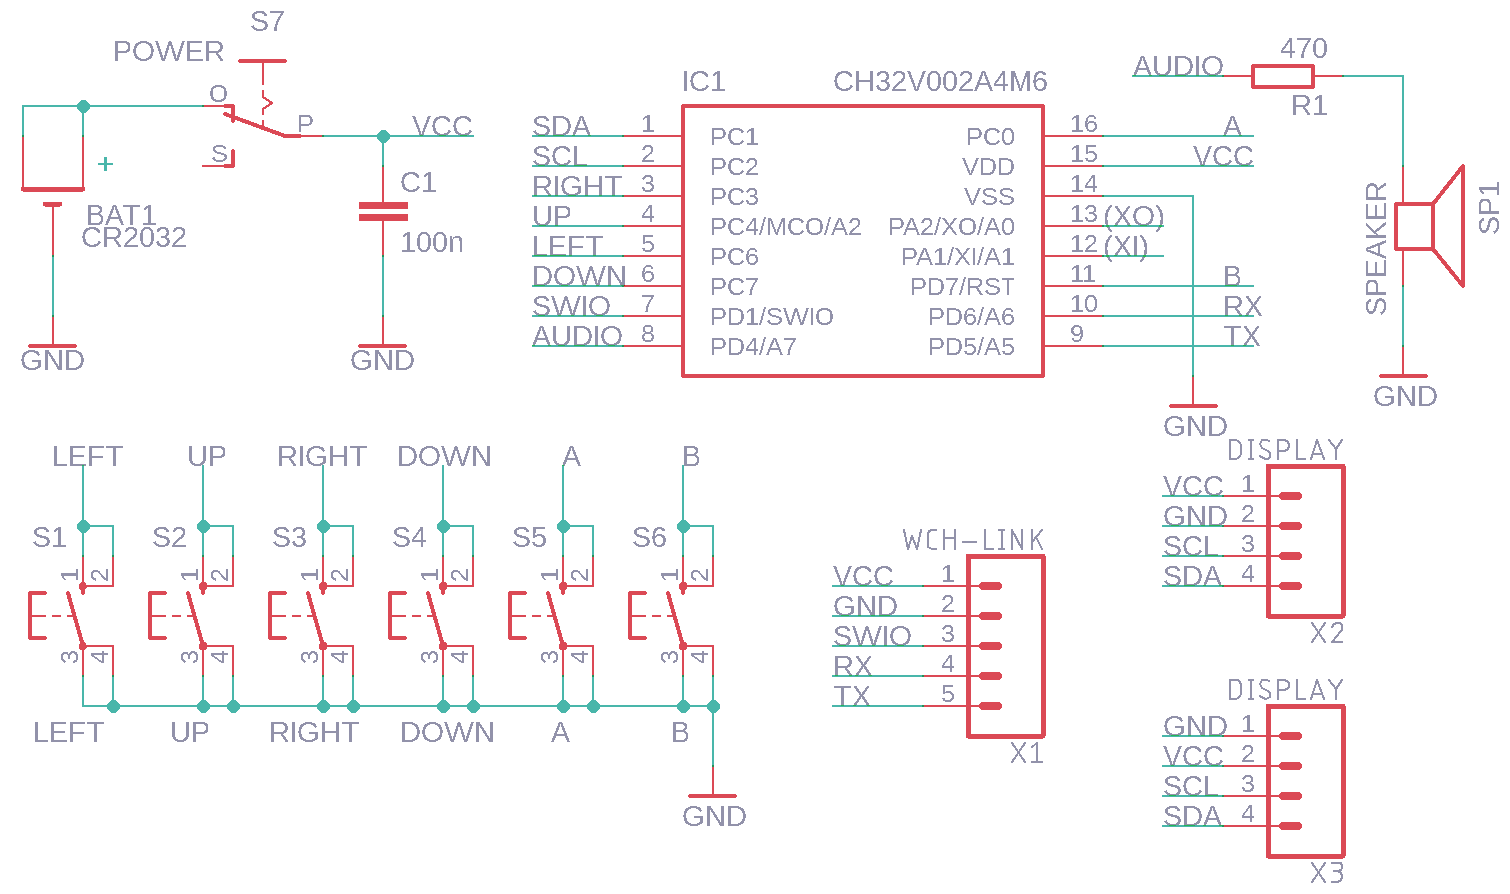 S7
POWER
O
P
S
VCC
+
BAT1
CR2032
C1
100n
GND
GND
IC1
CH32V002A4M6
SDA 1 PC1
SCL 2 PC2
RIGHT 3 PC3
UP 4 PC4/MCO/A2
LEFT 5 PC6
DOWN 6 PC7
SWIO 7 PD1/SWIO
AUDIO 8 PD4/A7
PC0 16 A
VDD 15 VCC
VSS 14
PA2/XO/A0 13 (XO)
PA1/XI/A1 12 (XI)
PD7/RST 11 B
PD6/A6 10 RX
PD5/A5 9 TX
GND
AUDIO
470
R1
SPEAKER
SP1
GND
LEFT UP RIGHT DOWN A B
S1 S2 S3 S4 S5 S6
1 2 1 2 1 2 1 2 1 2 1 2
3 4 3 4 3 4 3 4 3 4 3 4
LEFT UP RIGHT DOWN A B
GND
WCH-LINK
VCC 1
GND 2
SWIO 3
RX 4
TX 5
X1
DISPLAY
VCC 1
GND 2
SCL 3
SDA 4
X2
DISPLAY
GND 1
VCC 2
SCL 3
SDA 4
X3